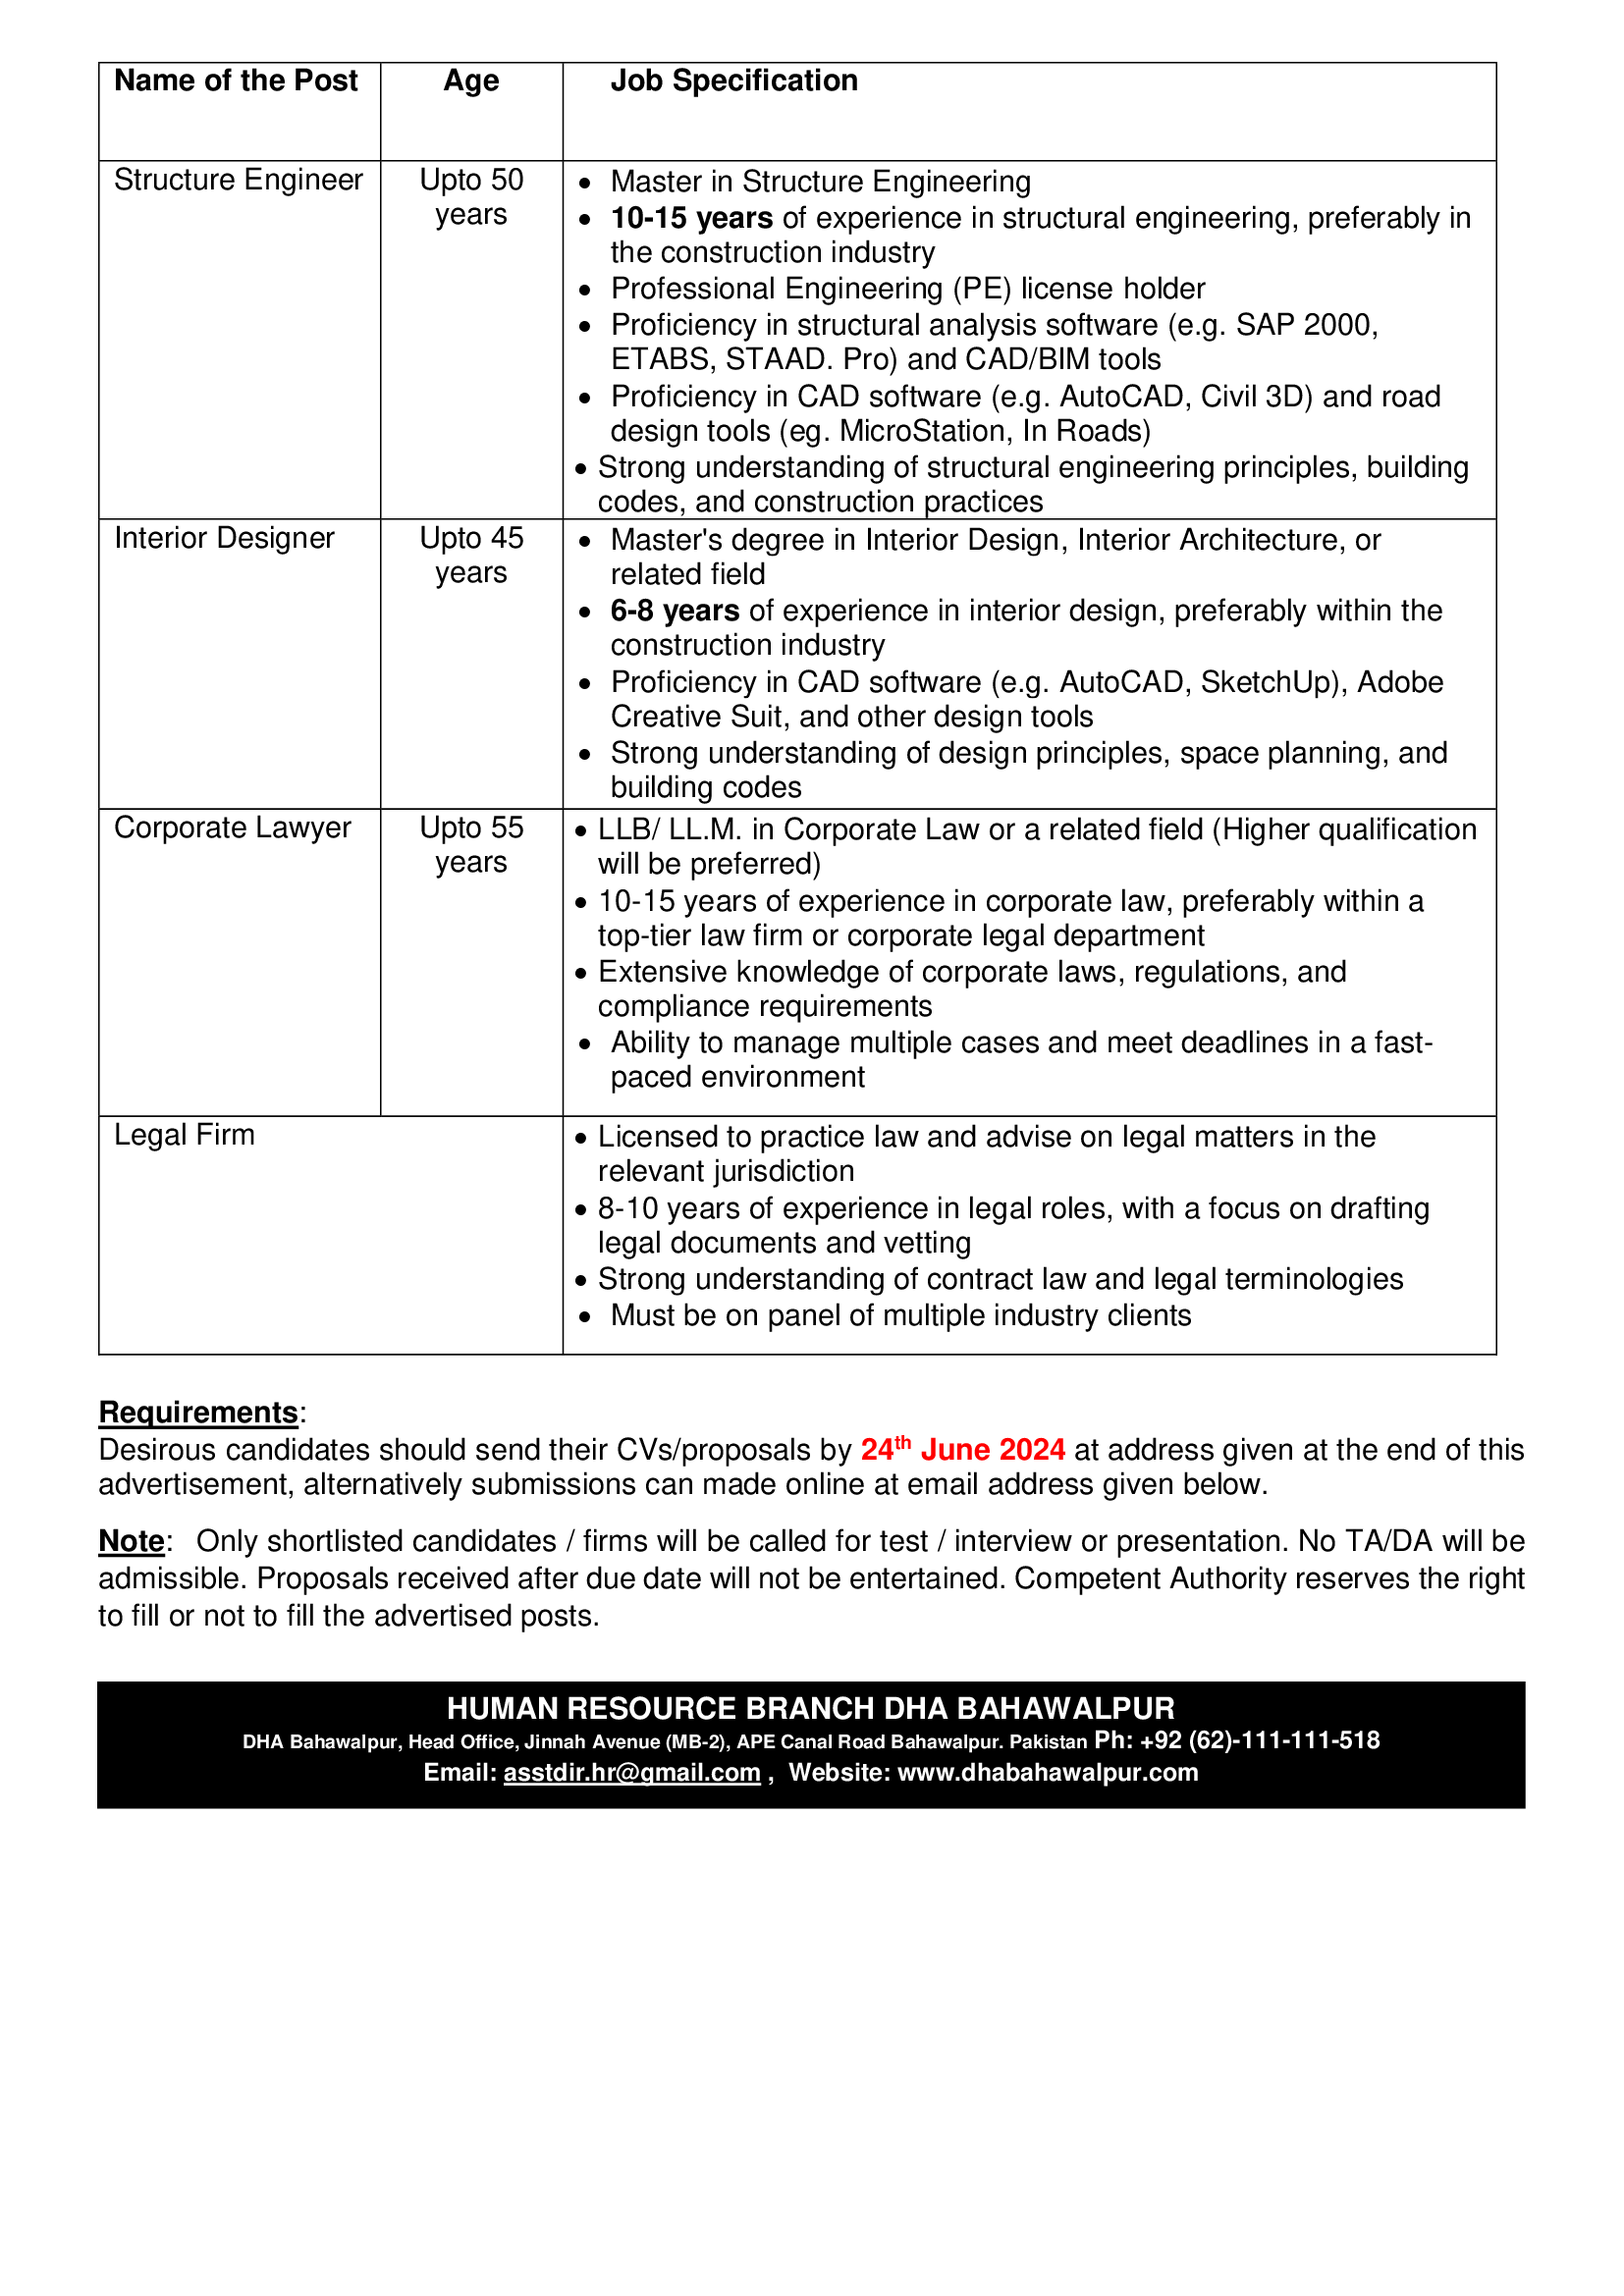 Name of the Post Age Job Specification
Structure Engineer Upto 50 years
• Master in Structure Engineering
• 10-15 years of experience in structural engineering, preferably in
the construction industry
• Professional Engineering (PE) license holder
• Proficiency in structural analysis software (e.g. SAP 2000,
ETABS, STAAD. Pro) and CAD/BIM tools
• Proficiency in CAD software (e.g. AutoCAD, Civil 3D) and road
design tools (eg. MicroStation, In Roads)
• Strong understanding of structural engineering principles, building
codes, and construction practices
Interior Designer Upto 45 years
• Master's degree in Interior Design, Interior Architecture, or
related field
• 6-8 years of experience in interior design, preferably within the
construction industry
• Proficiency in CAD software (e.g. AutoCAD, SketchUp), Adobe
Creative Suit, and other design tools
• Strong understanding of design principles, space planning, and
building codes
Corporate Lawyer Upto 55 years
• LLB/ LL.M. in Corporate Law or a related field (Higher qualification
will be preferred)
• 10-15 years of experience in corporate law, preferably within a
top-tier law firm or corporate legal department
• Extensive knowledge of corporate laws, regulations, and
compliance requirements
• Ability to manage multiple cases and meet deadlines in a fast-
paced environment
Legal Firm
• Licensed to practice law and advise on legal matters in the
relevant jurisdiction
• 8-10 years of experience in legal roles, with a focus on drafting
legal documents and vetting
• Strong understanding of contract law and legal terminologies
• Must be on panel of multiple industry clients
Requirements:
Desirous candidates should send their CVs/proposals by 24th June 2024 at address given at the end of this
advertisement, alternatively submissions can made online at email address given below.
Note: Only shortlisted candidates / firms will be called for test / interview or presentation. No TA/DA will be
admissible. Proposals received after due date will not be entertained. Competent Authority reserves the right
to fill or not to fill the advertised posts.
HUMAN RESOURCE BRANCH DHA BAHAWALPUR
DHA Bahawalpur, Head Office, Jinnah Avenue (MB-2), APE Canal Road Bahawalpur. Pakistan Ph: +92 (62)-111-111-518
Email: asstdir.hr@gmail.com , Website: www.dhabahawalpur.com